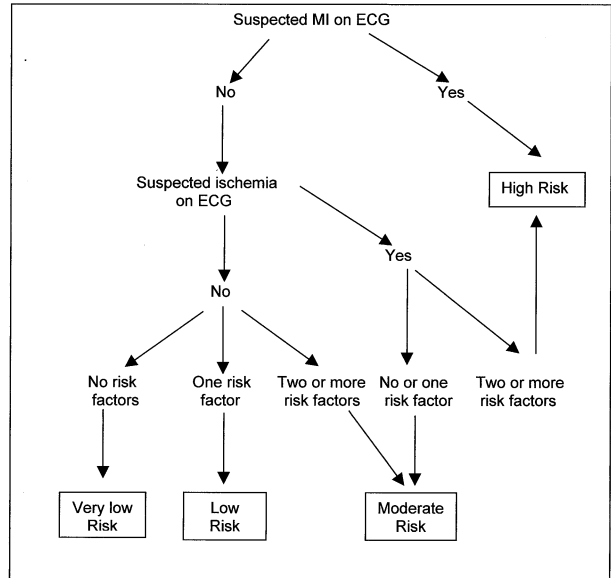 Suspected MI on ECG
No
Yes
Suspected ischemia
on ECG
High Risk
Yes
No
No risk
factors
One risk
factor
Two or more
risk factors
No or one
risk factor
Two or more
risk factors
Very low
Risk
Low
Risk
Moderate
Risk